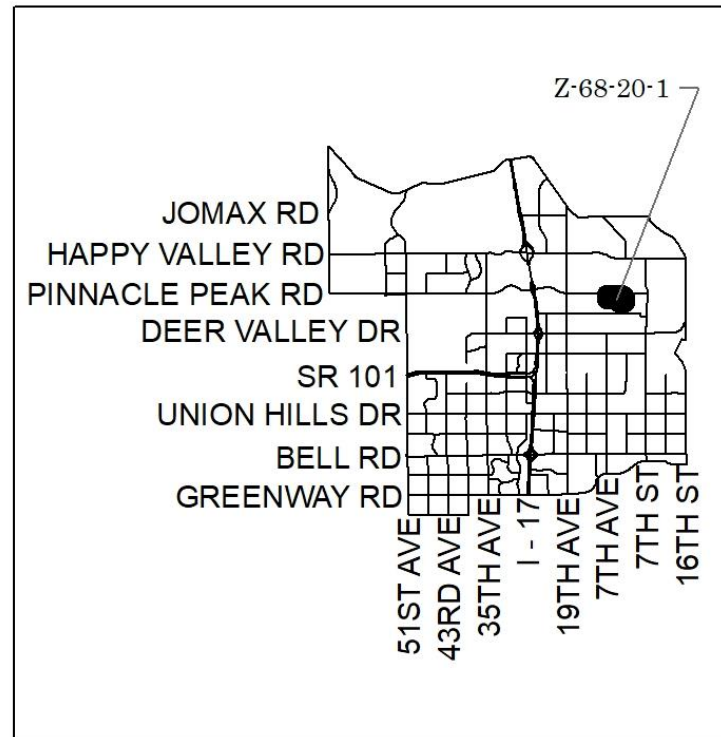 Z-68-20-1
JOMAX RD
HAPPY VALLEY RD
PINNACLE PEAK RD
DEER VALLEY DR
SR 101
UNION HILLS DR
BELL RD
GREENWAY RD
51ST AVE
43RD AVE
35TH AVE
I - 17
19TH AVE
7TH AVE
7TH ST
16TH ST